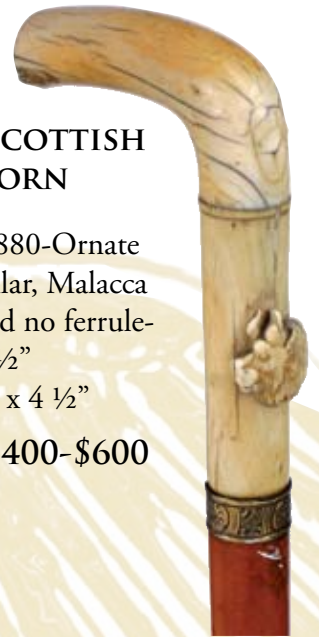 COTTISH
ORN
880-Ornate
lar, Malacca
d no ferrule-
½”
x 4 ½”
400-$600